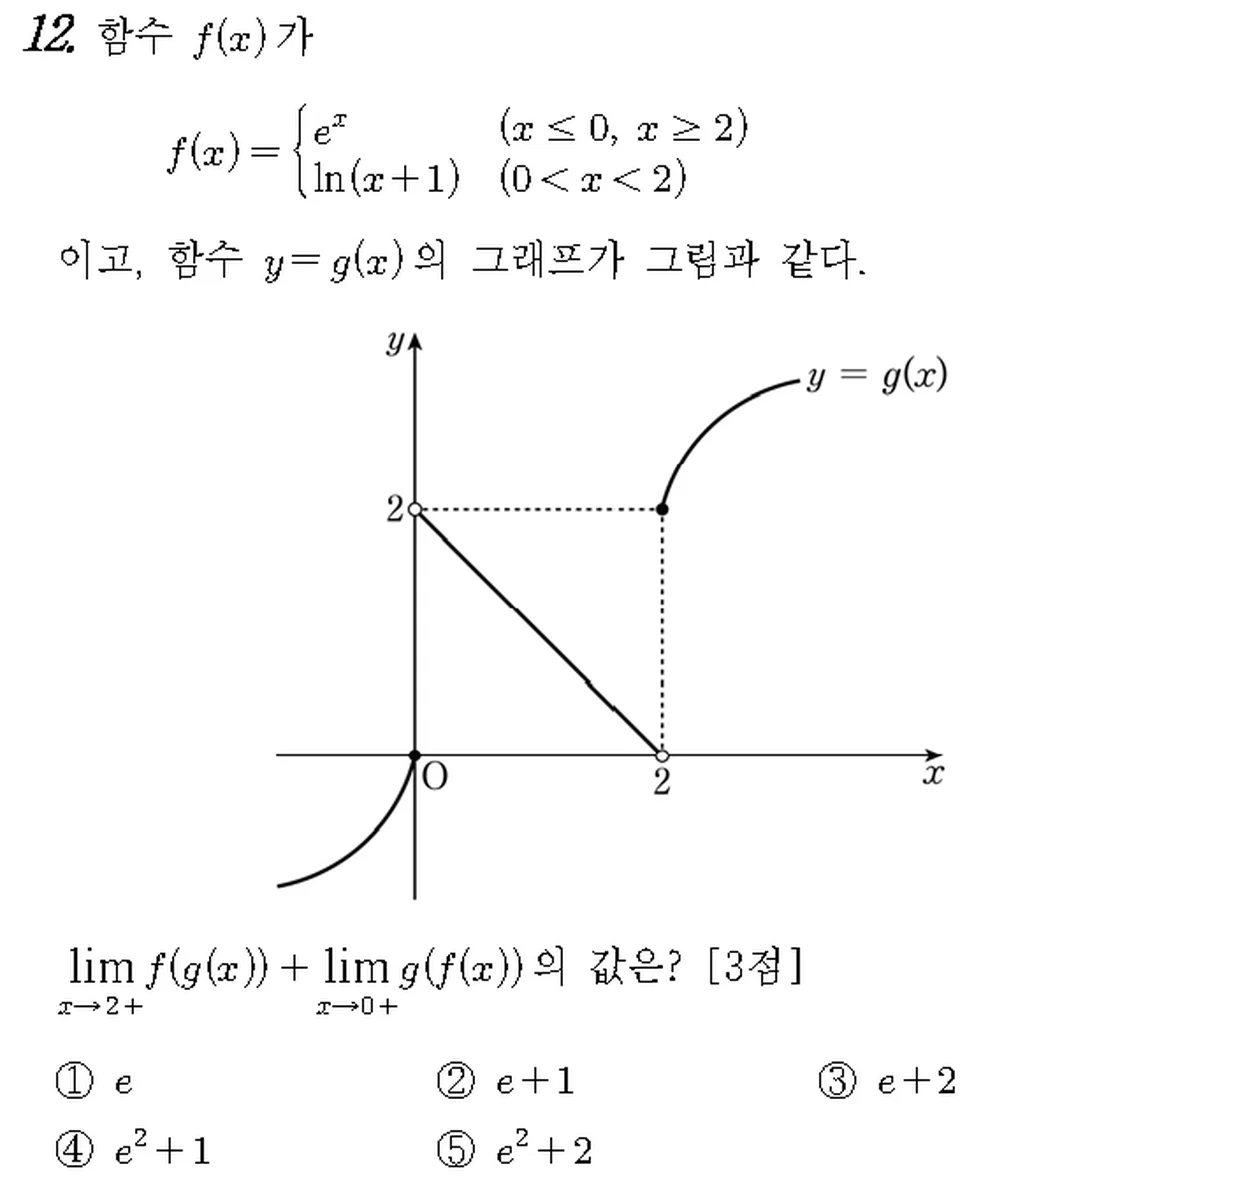 12. 함수 f(x)가
f(x) = { e^x (x ≤ 0, x ≥ 2)
ln(x+1) (0 < x < 2)
이고, 함수 y=g(x)의 그래프가 그림과 같다.
y
y = g(x)
2
O
2
x
lim f(g(x)) + lim g(f(x))의 값은? [3점]
x→2+ x→0+
① e ② e+1 ③ e+2
④ e²+1 ⑤ e²+2